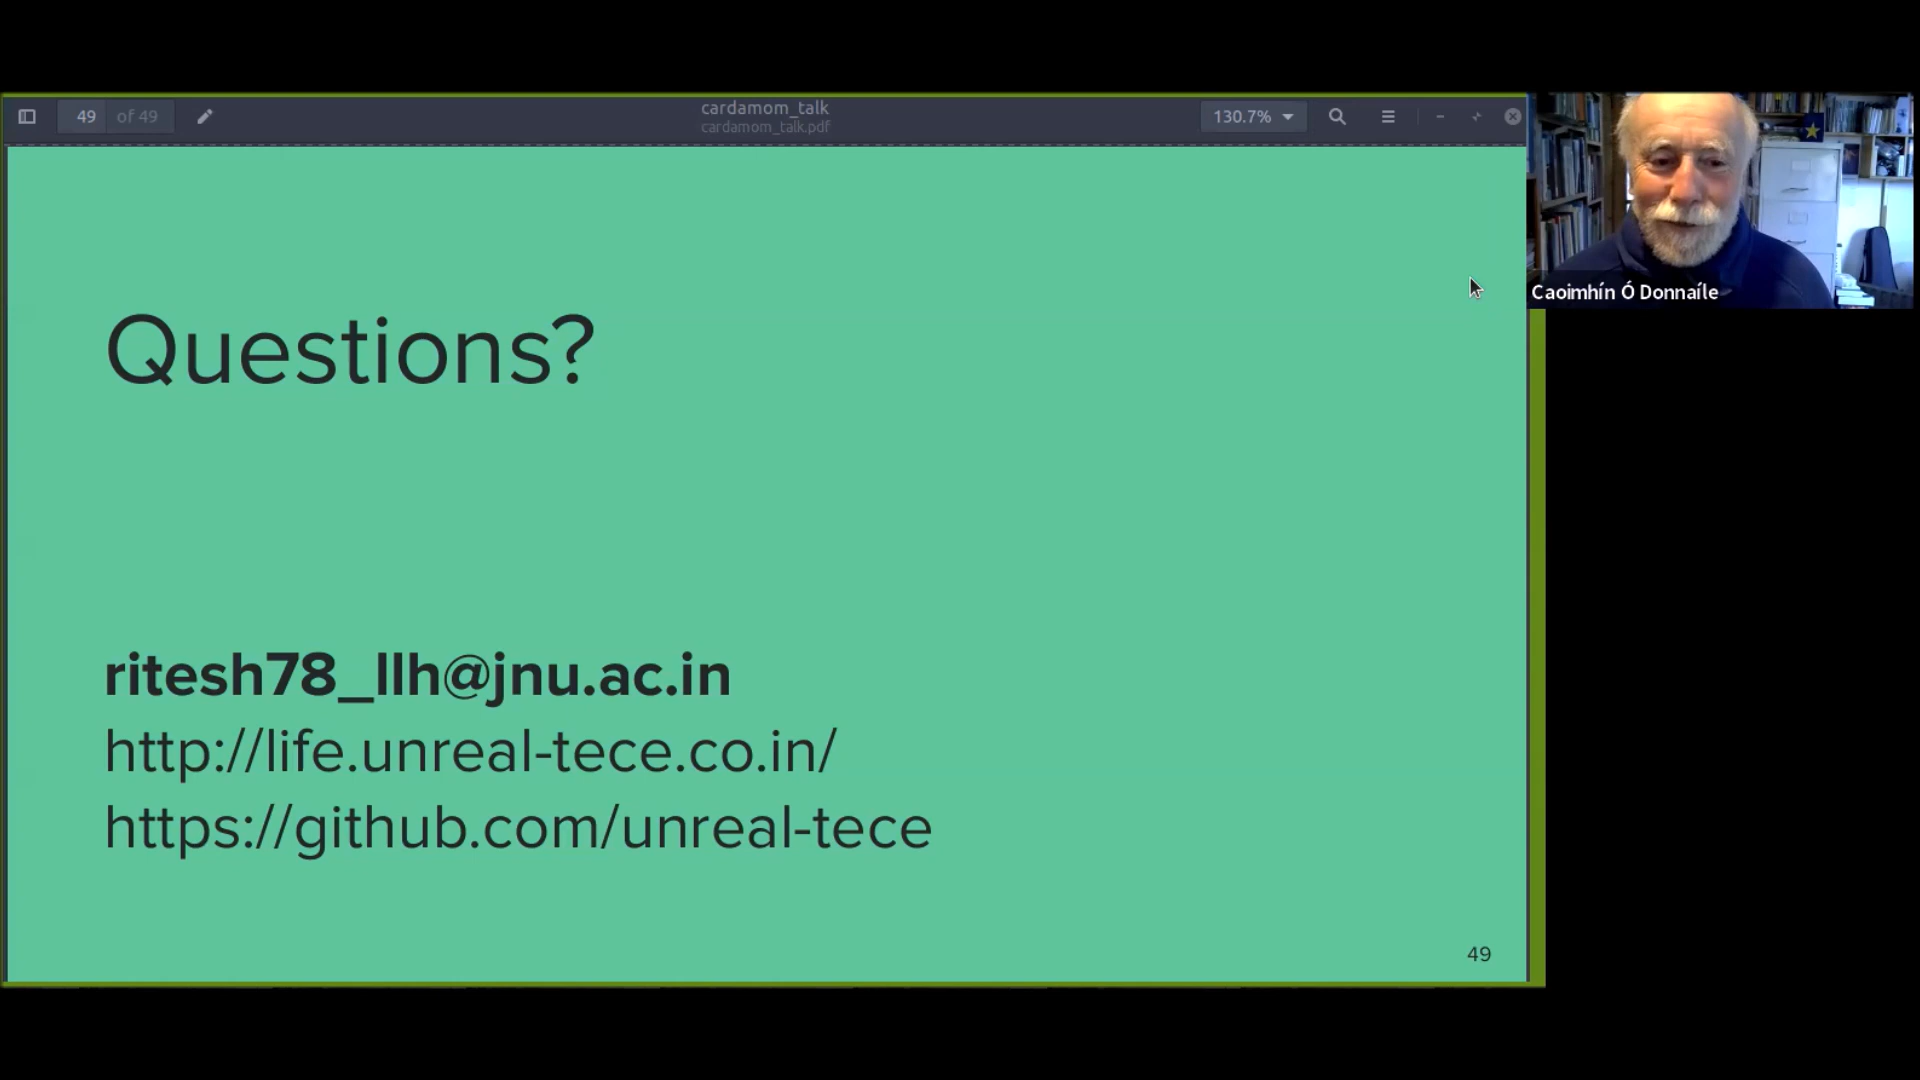 49 of 49
cardamom_talk
cardamom_talk.pdf
130.7%
Questions?
ritesh78_llh@jnu.ac.in
http://life.unreal-tece.co.in/
https://github.com/unreal-tece
49
Caoimhín Ó Donnaíle